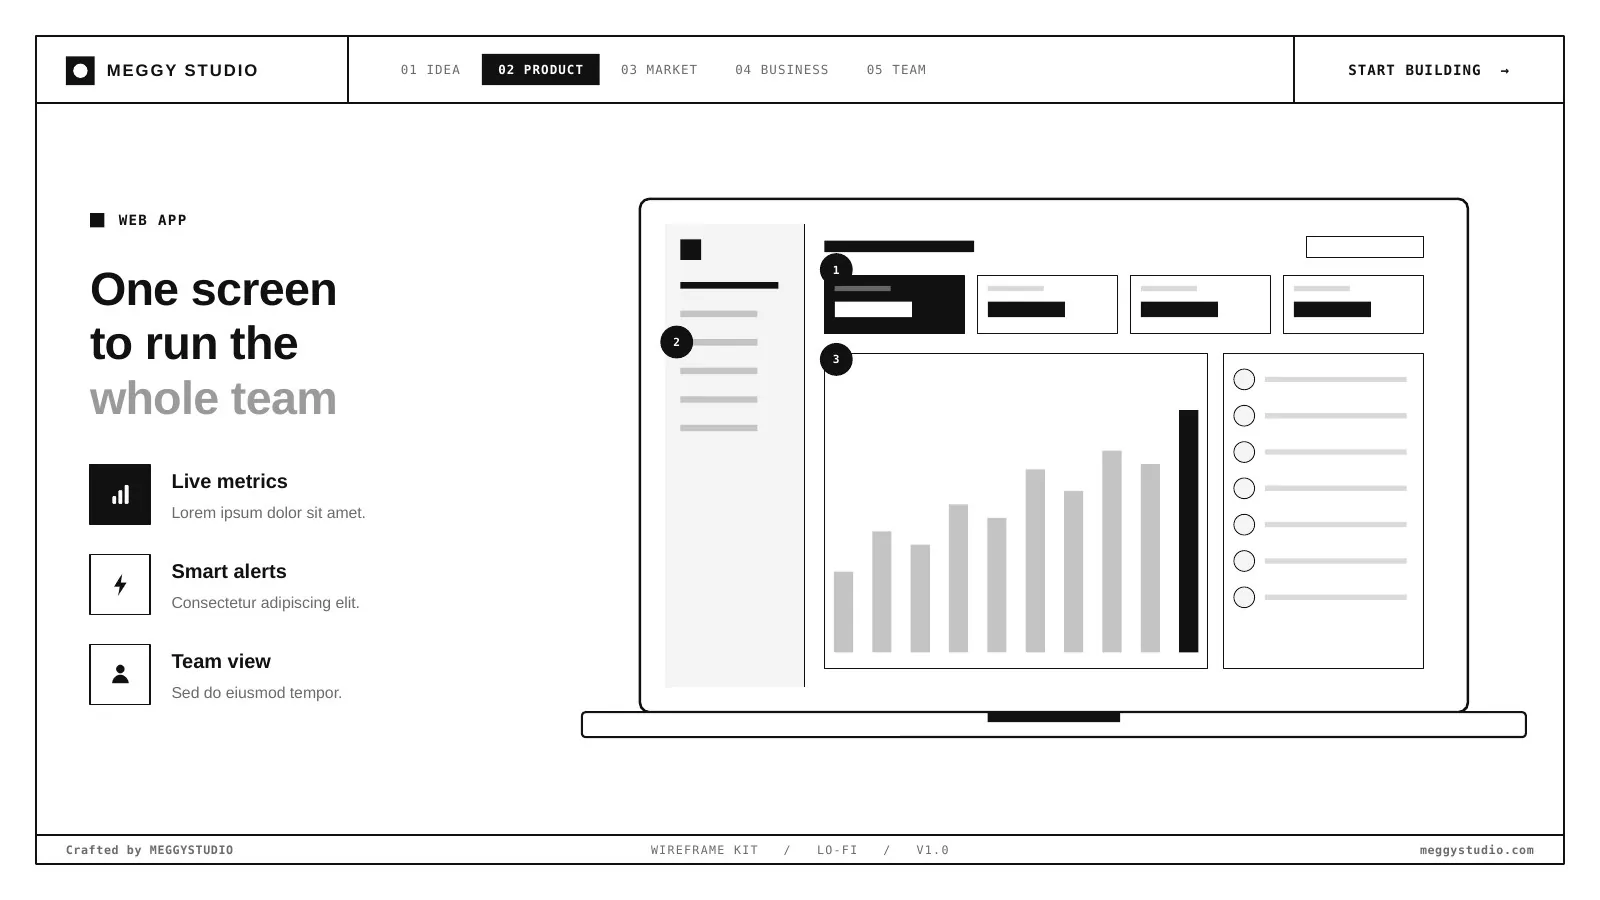 MEGGY STUDIO
01 IDEA
02 PRODUCT
03 MARKET
04 BUSINESS
05 TEAM
START BUILDING →
WEB APP
One screen
to run the
whole team
Live metrics
Lorem ipsum dolor sit amet.
Smart alerts
Consectetur adipiscing elit.
Team view
Sed do eiusmod tempor.
1
2
3
Crafted by MEGGYSTUDIO
WIREFRAME KIT / LO-FI / V1.0
meggystudio.com